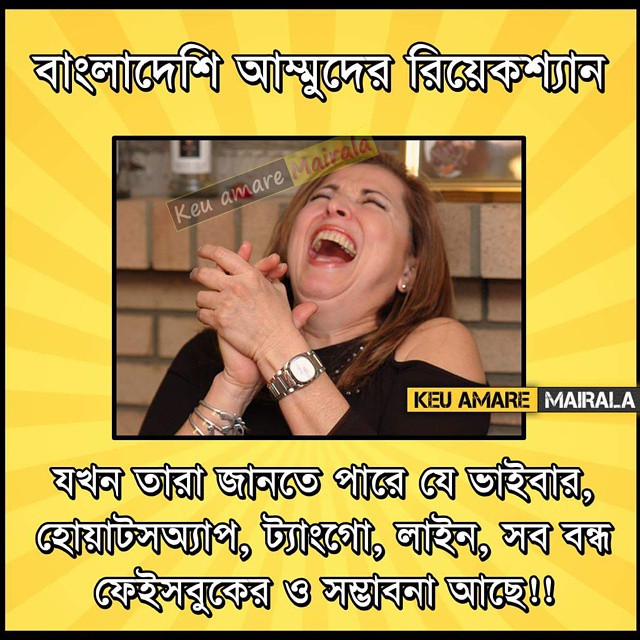 বাংলাদেশি আম্মুদের রিয়েকশ্যান
Keu amare Mairala
KEU AMARE MAIRALA
যখন তারা জানতে পারে যে ভাইবার,
হোয়াটসঅ্যাপ, ট্যাংগো, লাইন, সব বন্ধ
ফেইসবুকের ও সম্ভাবনা আছে!!